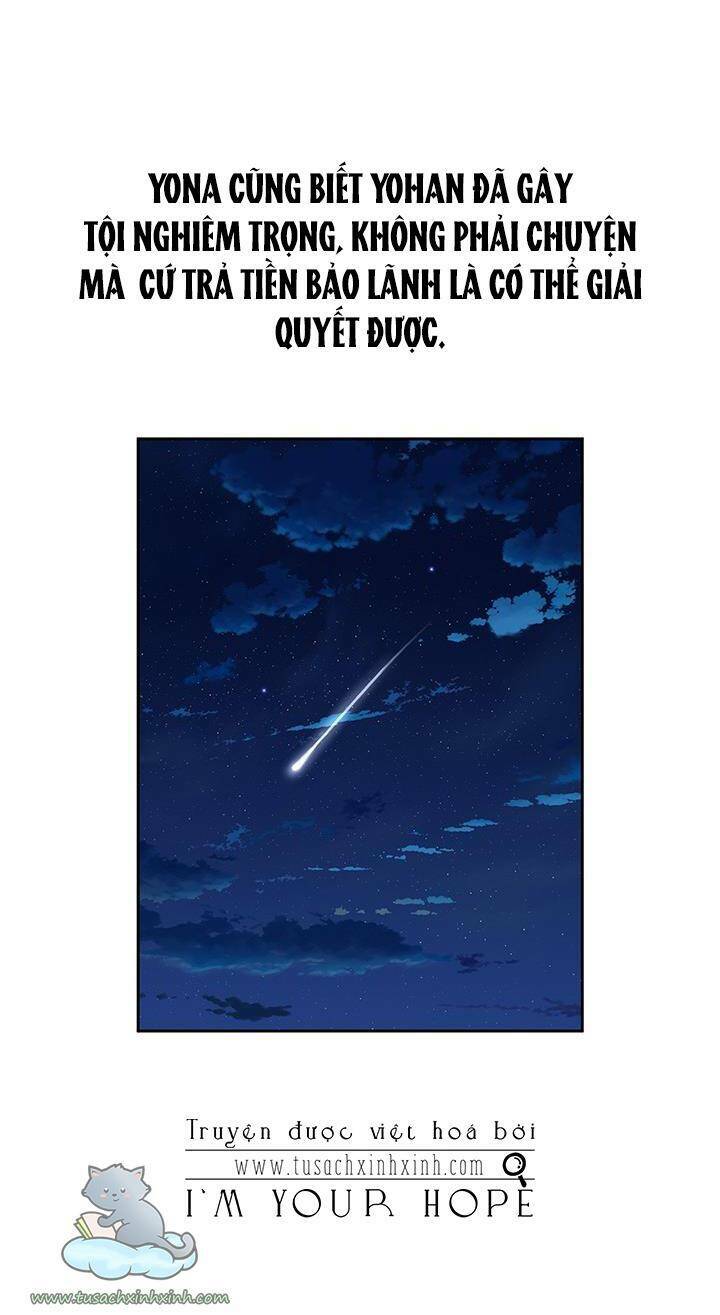 YONA CŨNG BIẾT YOHAN ĐÃ GÂY
TỘI NGHIÊM TRỌNG, KHÔNG PHẢI CHUYỆN
MÀ CỨ TRẢ TIỀN BẢO LÃNH LÀ CÓ THỂ GIẢI
QUYẾT ĐƯỢC.
Truyện được việt hoá bởi
www.tusachxinhxinh.com
I'M YOUR HOPE
www.tusachxinhxinh.com